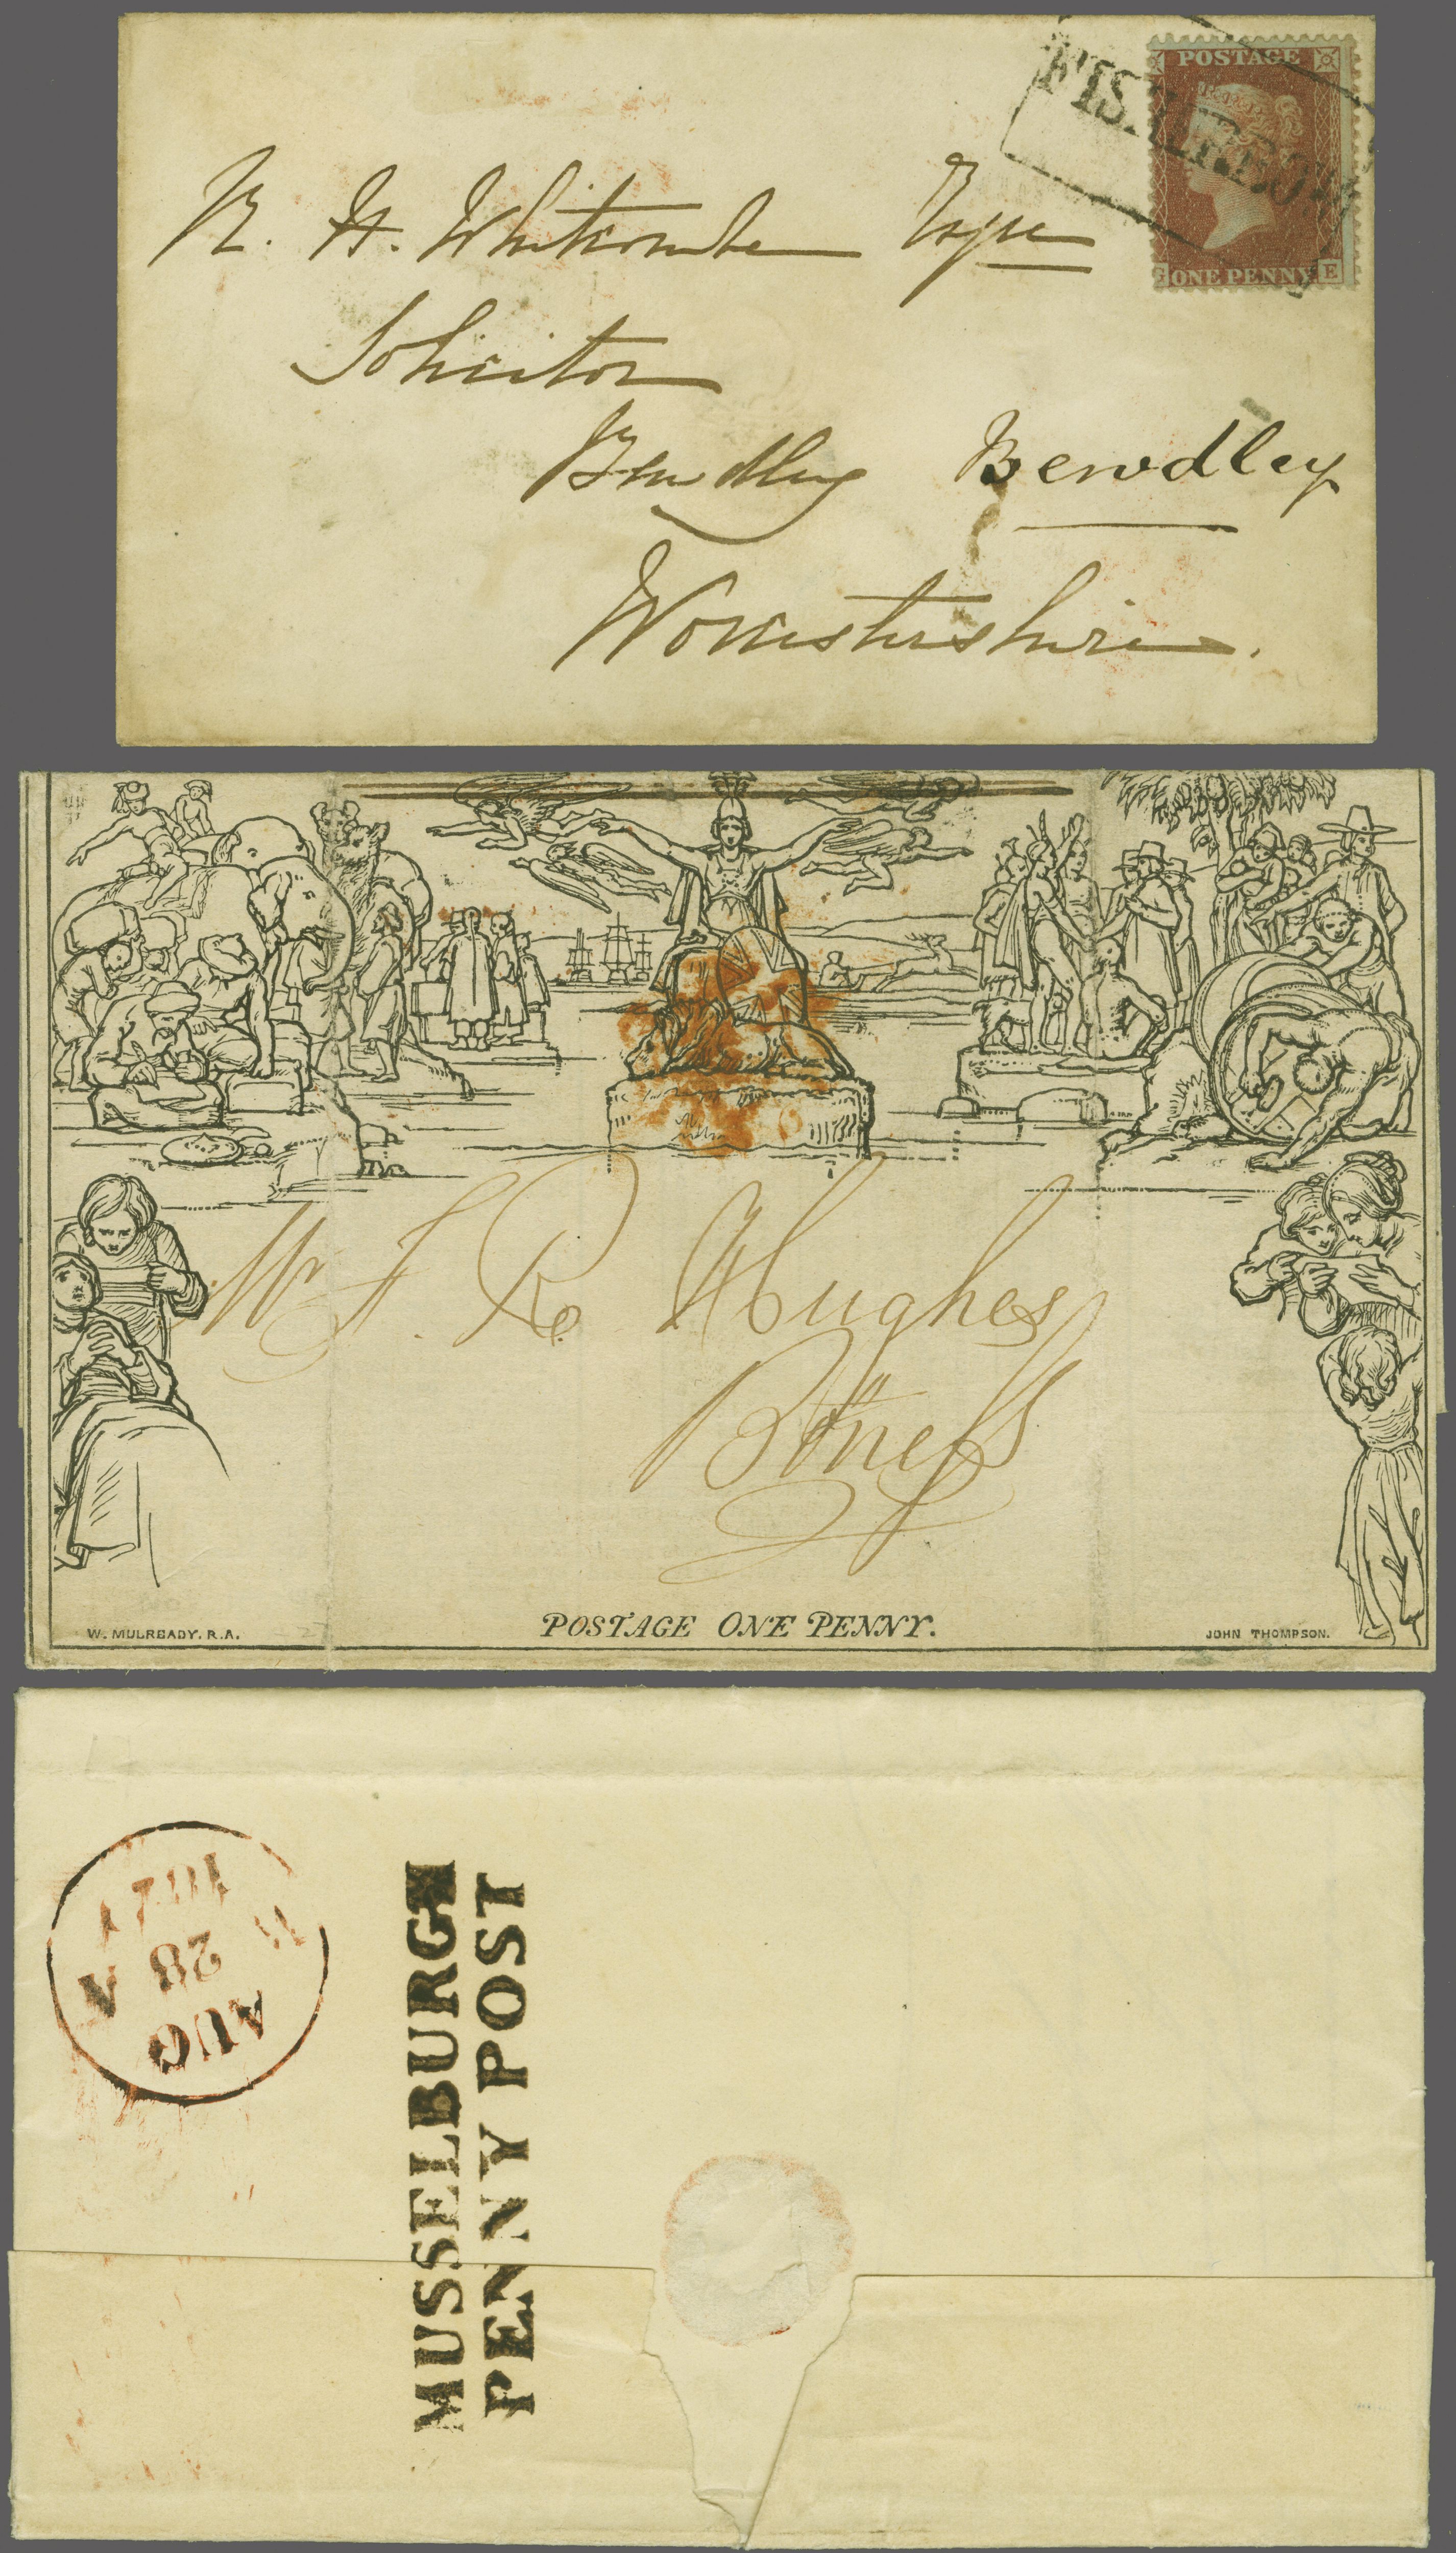 POSTAGE
ONE PENNY E
N. H. Whitcombe Esqre
Solicitor
Bewdley Bewdley
Worcestershire.
Mr F. R. Hughes
POSTAGE ONE PENNY.
W. MULREADY. R.A.
JOHN THOMPSON.
AUG
28 A
MUSSELBURGH
PENNY POST